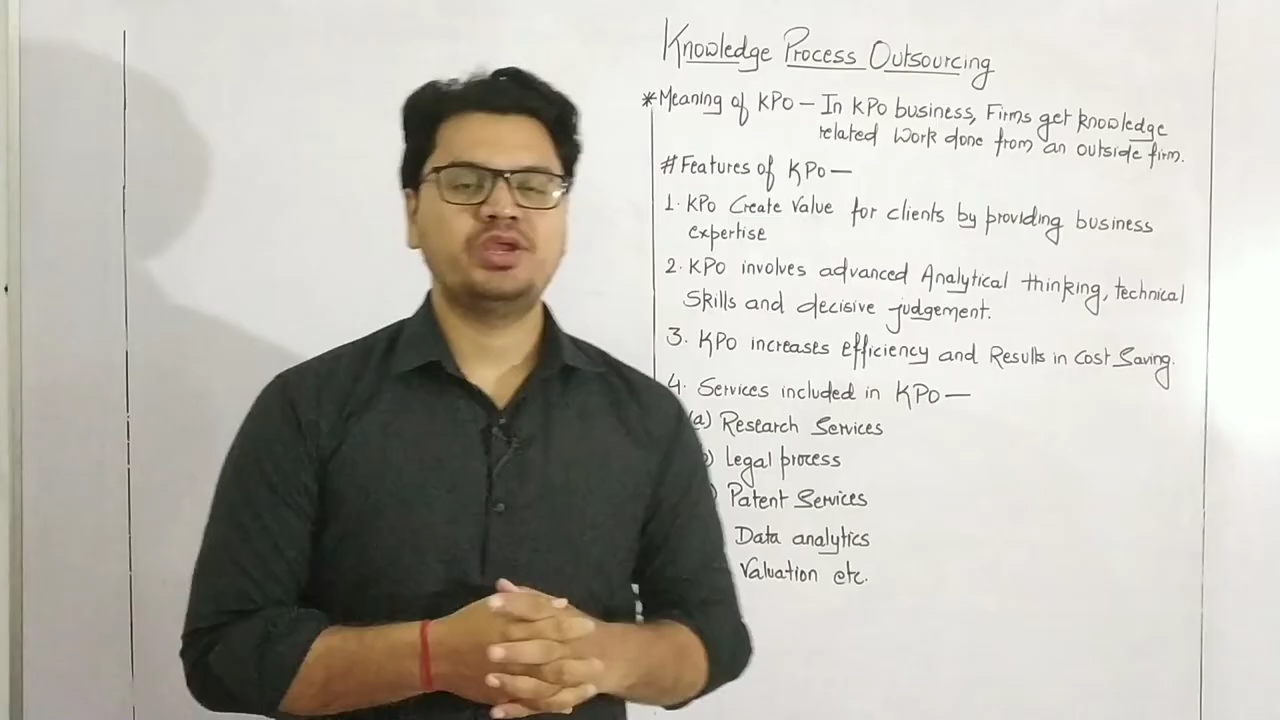 Knowledge Process Outsourcing
*Meaning of KPO – In KPO business, Firms get knowledge
related work done from an outside firm.
# Features of KPO —
1. KPO Create value for clients by providing business
expertise
2. KPO involves advanced Analytical thinking, technical
Skills and decisive judgement.
3. KPO increases efficiency and Results in Cost Saving.
4. Services included in KPO —
(a) Research Services
) Legal process
) Patent Services
Data analytics
Valuation etc.